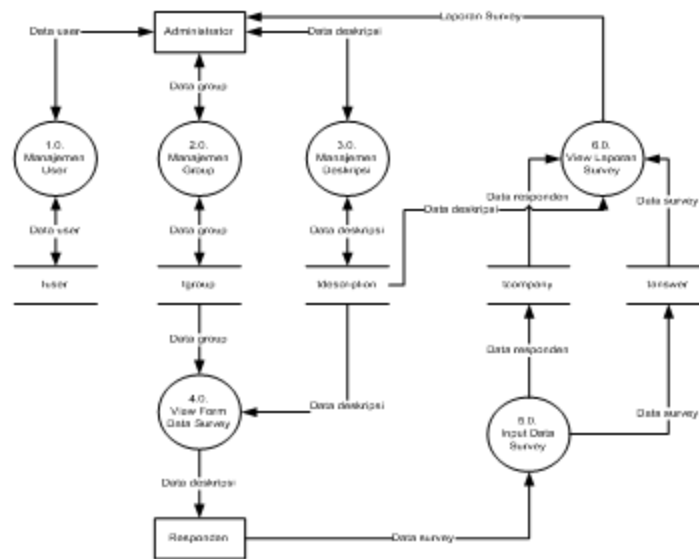 Laporan Survey
Data user
Administrator
Data deskripsi
Data group
1.0.
Manajemen
User
2.0.
Manajemen
Group
3.0.
Manajemen
Deskripsi
6.0.
View Laporan
Survey
Data responden
Data survey
Data deskripsi
Data user
Data group
Data deskripsi
tuser
tgroup
tdescription
tcompany
tanswer
Data group
Data responden
4.0.
View Form
Data Survey
Data deskripsi
Data survey
5.0.
Input Data
Survey
Data deskripsi
Responden
Data survey